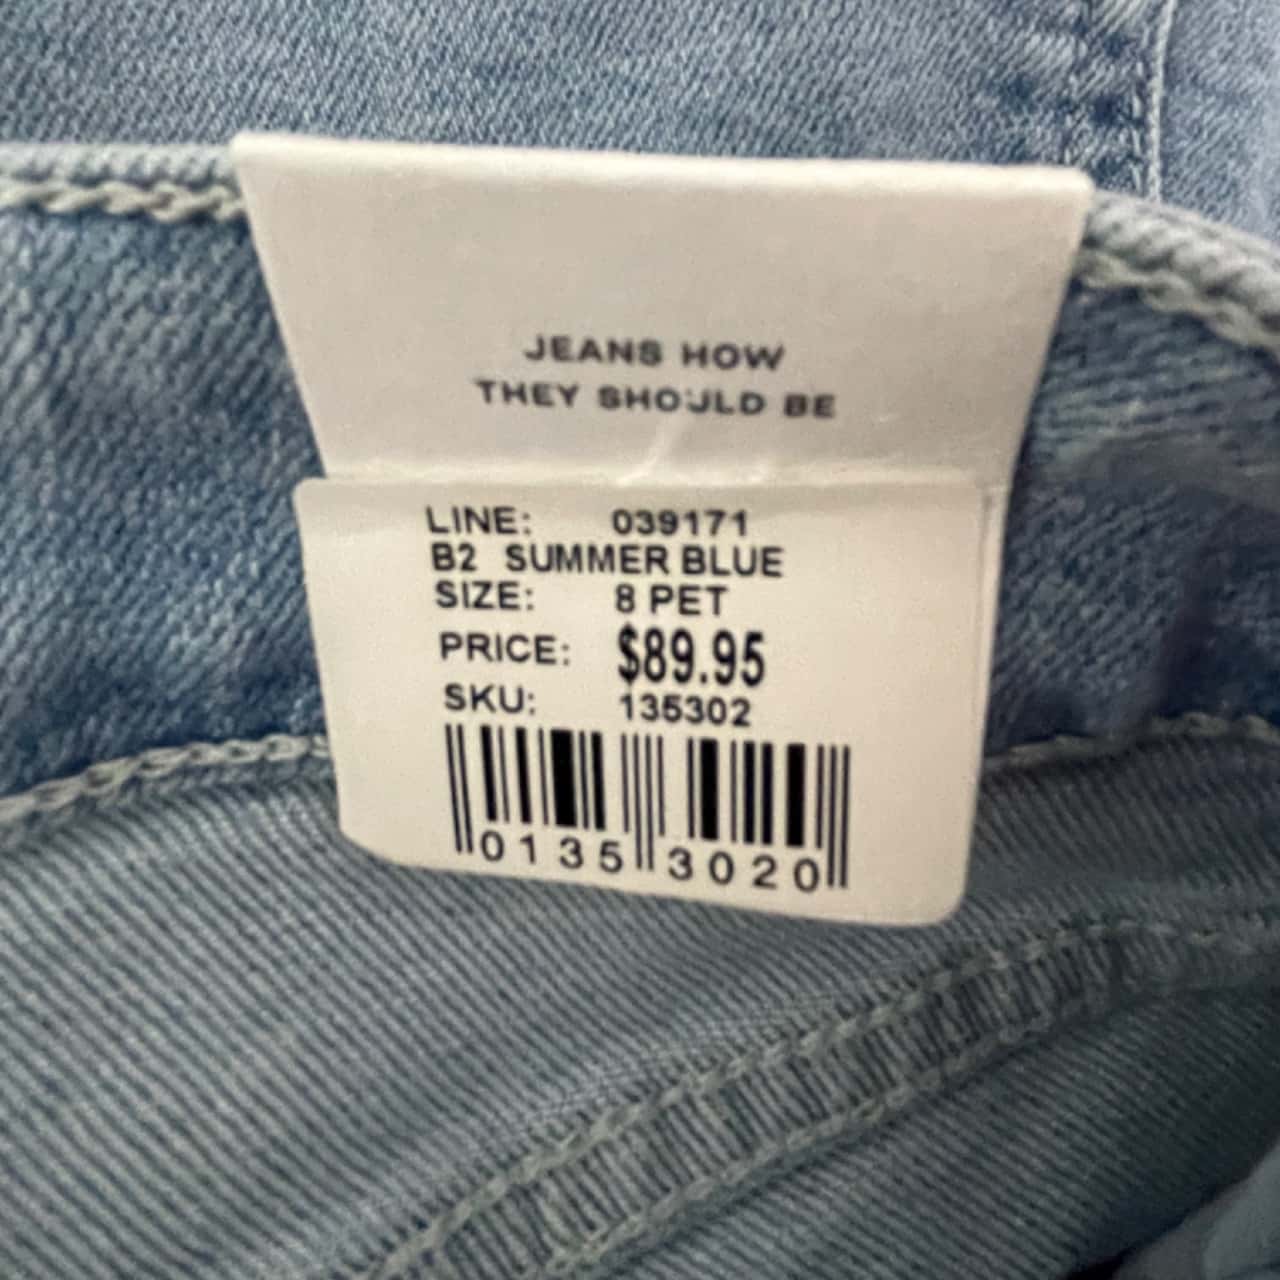 JEANS HOW
THEY SHOULD BE
LINE: 039171
B2 SUMMER BLUE
SIZE: 8 PET
PRICE: $89.95
SKU: 135302
0135 3020